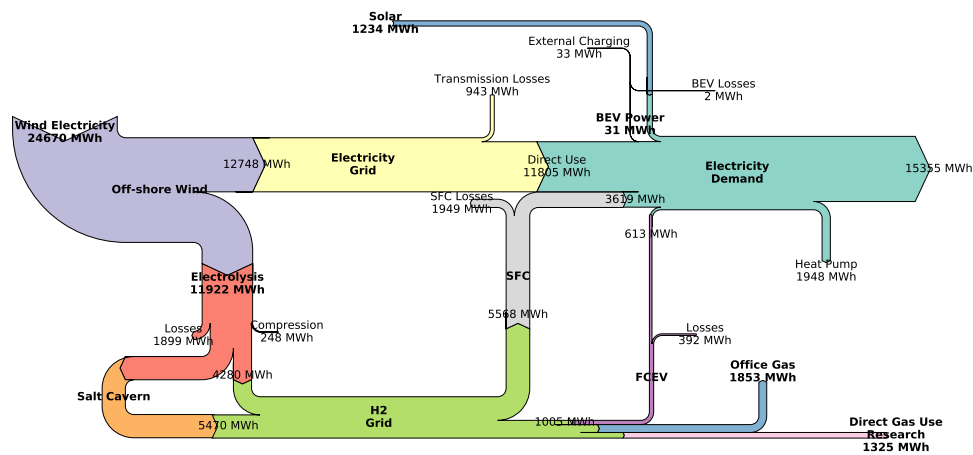 Solar
1234 MWh
External Charging
33 MWh
Transmission Losses
943 MWh
BEV Losses
2 MWh
Wind Electricity
24670 MWh
BEV Power
31 MWh
12748 MWh
Electricity
Grid
Direct Use
11805 MWh
Electricity
Demand
15355 MWh
Off-shore Wind
SFC Losses
1949 MWh
3619 MWh
613 MWh
Heat Pump
1948 MWh
Electrolysis
11922 MWh
SFC
5568 MWh
Losses
1899 MWh
Compression
248 MWh
Losses
392 MWh
4280 MWh
FCEV
Office Gas
1853 MWh
Salt Cavern
5470 MWh
H2
Grid
1005 MWh
Direct Gas Use
Research
1325 MWh